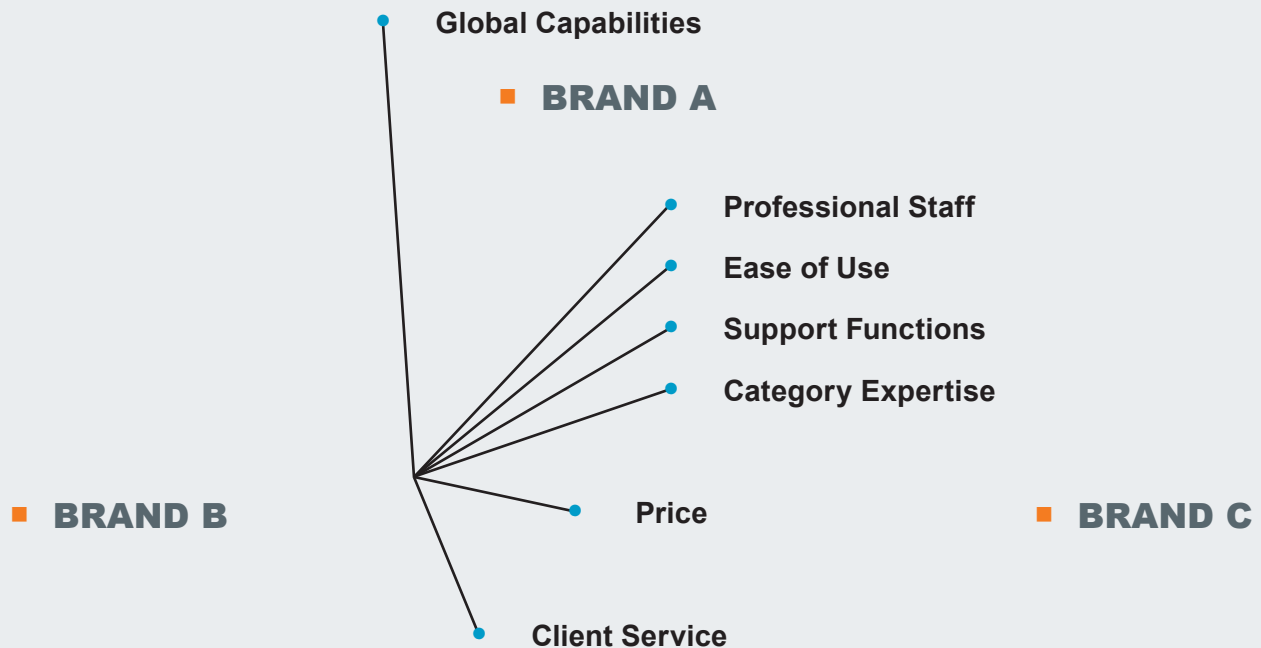 Global Capabilities
BRAND A
Professional Staff
Ease of Use
Support Functions
Category Expertise
BRAND B
Price
BRAND C
Client Service